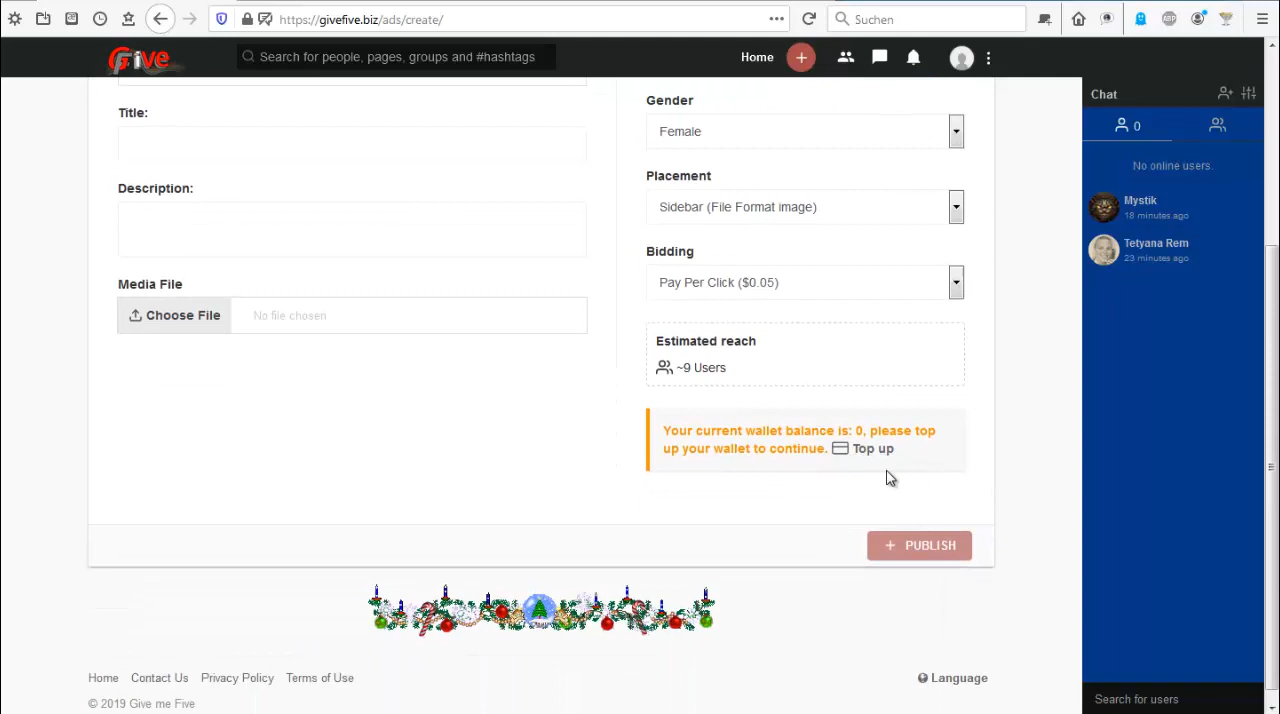 https://givefive.biz/ads/create/
Suchen
Give
Search for people, pages, groups and #hashtags
Home
Chat
0
No online users.
Mystik
18 minutes ago
Tetyana Rem
23 minutes ago
Title:
Description:
Media File
Choose File
No file chosen
Gender
Female
Placement
Sidebar (File Format image)
Bidding
Pay Per Click ($0.05)
Estimated reach
~9 Users
Your current wallet balance is: 0, please top
up your wallet to continue. Top up
+ PUBLISH
Home
Contact Us
Privacy Policy
Terms of Use
Language
© 2019 Give me Five
Search for users